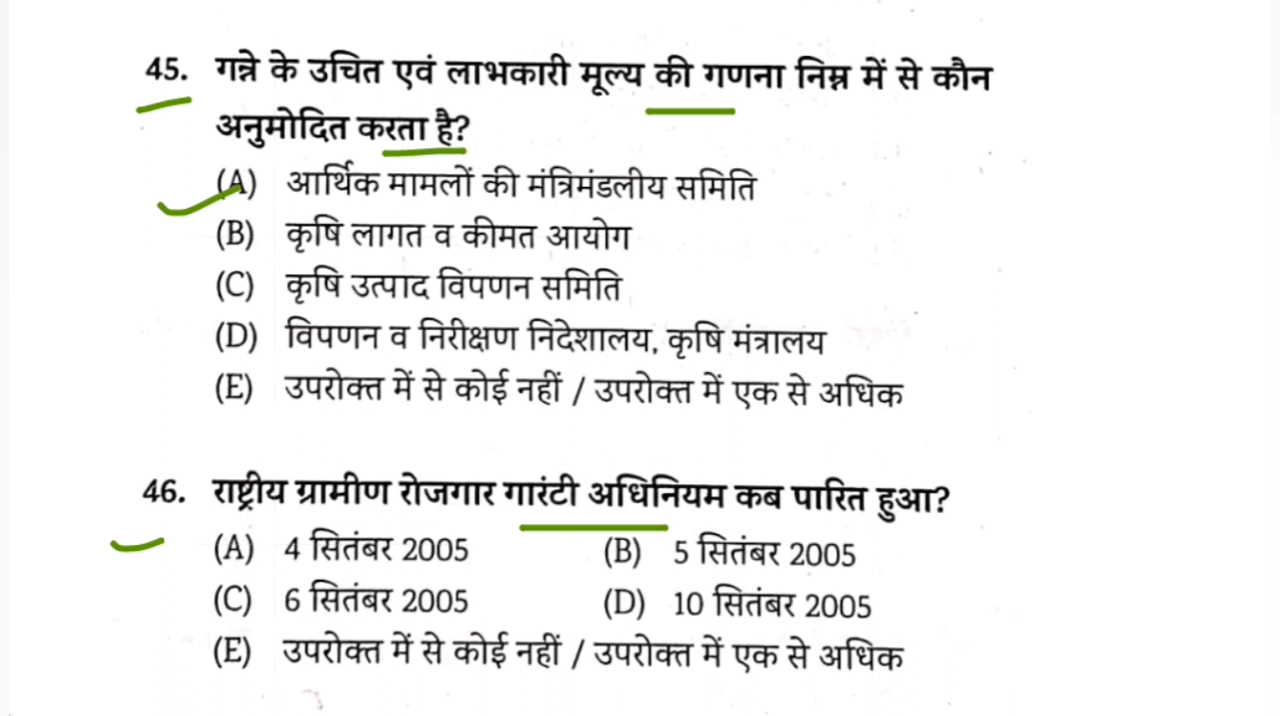 45. गन्ने के उचित एवं लाभकारी मूल्य की गणना निम्न में से कौन
अनुमोदित करता है?
(A) आर्थिक मामलों की मंत्रिमंडलीय समिति
(B) कृषि लागत व कीमत आयोग
(C) कृषि उत्पाद विपणन समिति
(D) विपणन व निरीक्षण निदेशालय, कृषि मंत्रालय
(E) उपरोक्त में से कोई नहीं / उपरोक्त में एक से अधिक
46. राष्ट्रीय ग्रामीण रोजगार गारंटी अधिनियम कब पारित हुआ?
(A) 4 सितंबर 2005 (B) 5 सितंबर 2005
(C) 6 सितंबर 2005 (D) 10 सितंबर 2005
(E) उपरोक्त में से कोई नहीं / उपरोक्त में एक से अधिक